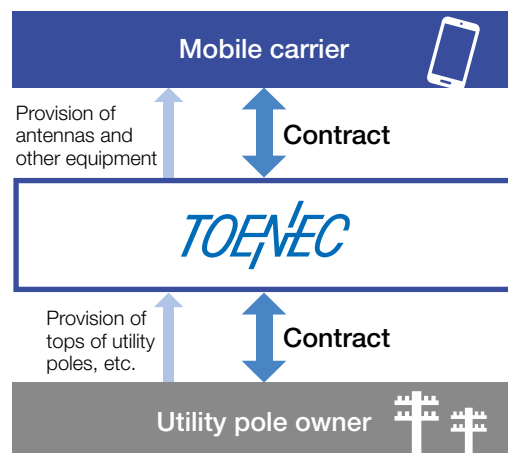 Mobile carrier
Provision of
antennas and
other equipment
Contract
TOENEC
Provision of
tops of utility
poles, etc.
Contract
Utility pole owner